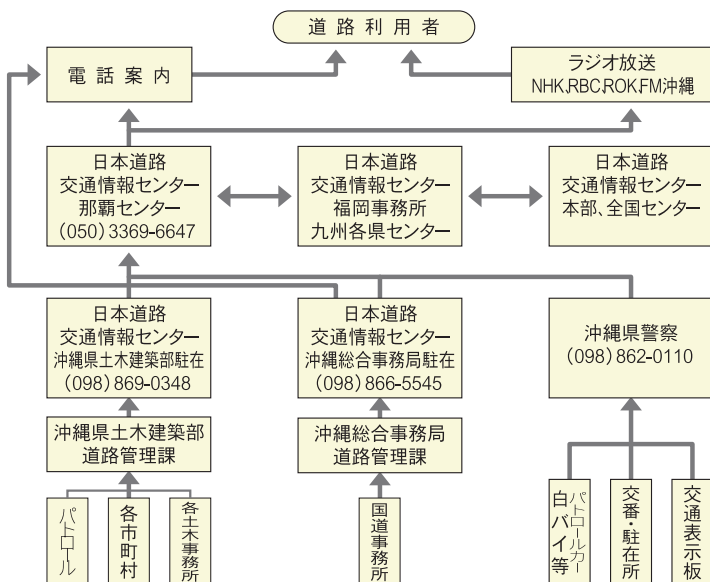 道路利用者
電話案内
ラジオ放送
NHK,RBC,ROK,FM沖縄
日本道路
交通情報センター
那覇センター
(050)3369-6647
日本道路
交通情報センター
福岡事務所
九州各県センター
日本道路
交通情報センター
本部、全国センター
日本道路
交通情報センター
沖縄県土木建築部駐在
(098)869-0348
日本道路
交通情報センター
沖縄総合事務局駐在
(098)866-5545
沖縄県警察
(098)862-0110
沖縄県土木建築部
道路管理課
沖縄総合事務局
道路管理課
パトロール
各市町村
各土木事務所
国道事務所
パトロールカー
白バイ等
交番・駐在所
交通表示板